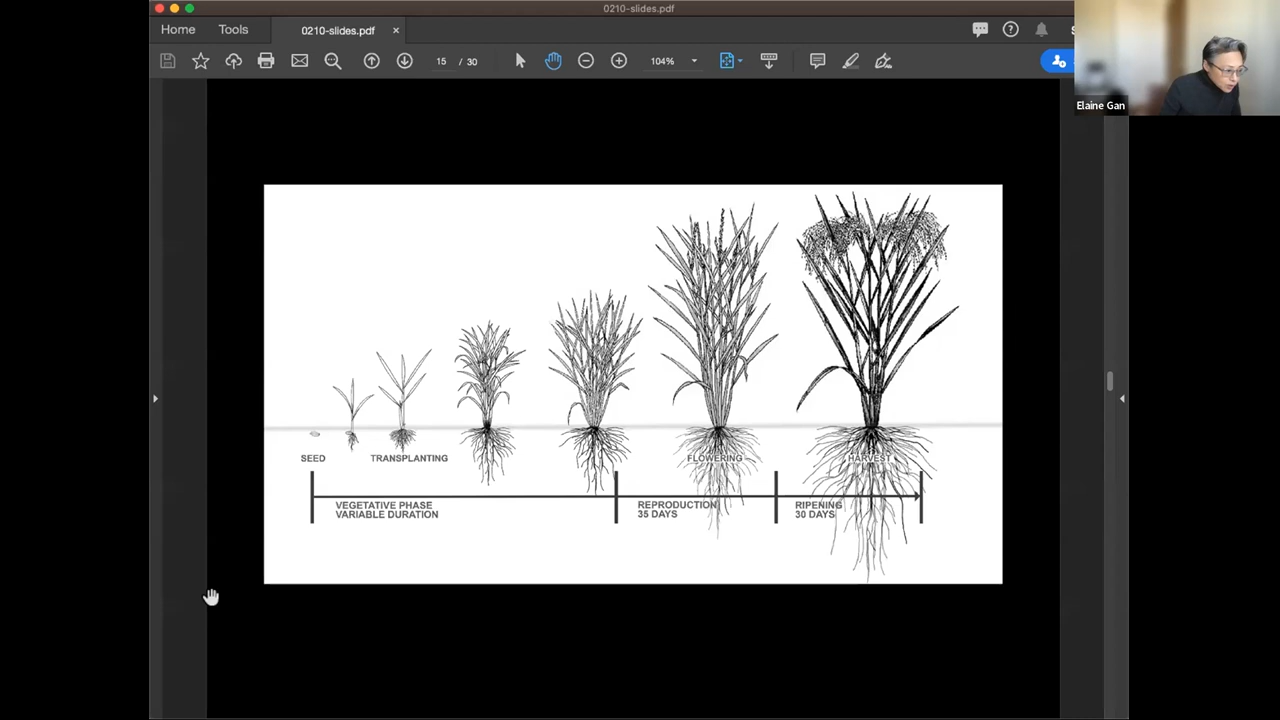 0210-slides.pdf
Home Tools 0210-slides.pdf ×
15 / 30 104%
Elaine Gan
SEED TRANSPLANTING FLOWERING HARVEST
VEGETATIVE PHASE
VARIABLE DURATION
REPRODUCTION
35 DAYS
RIPENING
30 DAYS